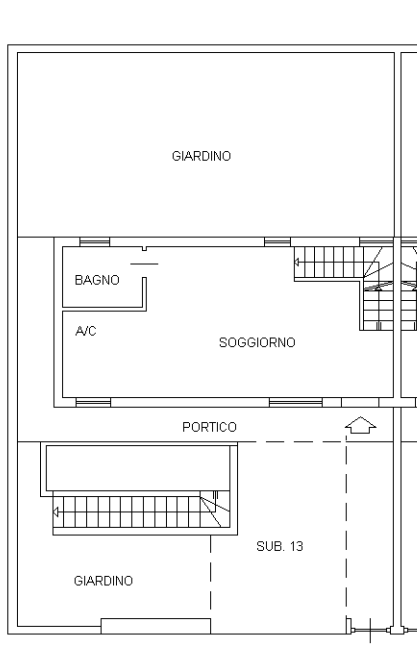 GIARDINO
BAGNO
A/C
SOGGIORNO
PORTICO
SUB. 13
GIARDINO